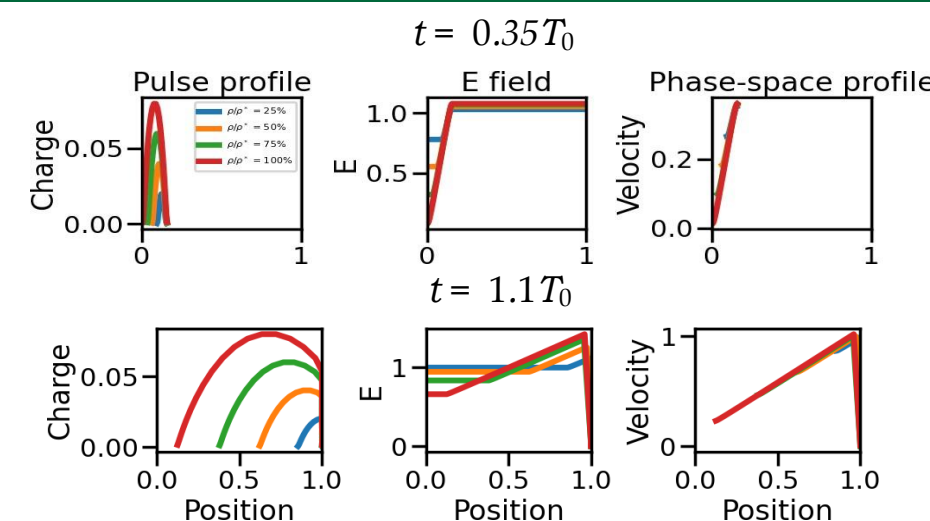 t = 0.35T₀
Pulse profile
E field
Phase-space profile
Charge
0.05
0.00
0
1
ρ/ρ* = 25%
ρ/ρ* = 50%
ρ/ρ* = 75%
ρ/ρ* = 100%
E
1.0
0.5
0
1
Velocity
0.2
0.0
0
1
t = 1.1T₀
Charge
0.05
0.00
0.0 0.5 1.0
Position
E
1
0
0.0 0.5 1.0
Position
Velocity
1
0
0.0 0.5 1.0
Position